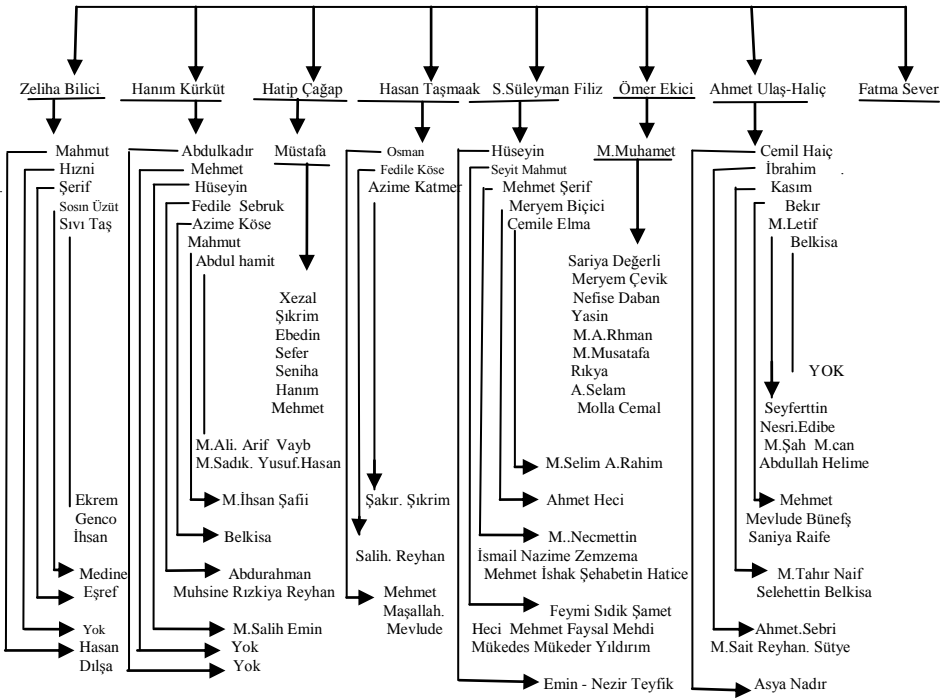 Zeliha Bilici
Hanım Kürküt
Hatip Çağap
Hasan Taşmaak
S.Süleyman Filiz
Ömer Ekici
Ahmet Ulaş-Haliç
Fatma Sever
Mahmut
Hızni
Şerif
Sosın Üzüt
Sıvı Taş
Ekrem
Genco
İhsan
Medine
Eşref
Yok
Hasan
Dılşa
Abdulkadır
Mehmet
Hüseyin
Fedile Sebruk
Azime Köse
Mahmut
Abdul hamit
M.Ali. Arif Vayb
M.Sadık. Yusuf.Hasan
M.İhsan Şafii
Belkisa
Abdurahman
Muhsine Rızkiya Reyhan
M.Salih Emin
Yok
Yok
Müstafa
Xezal
Şıkrim
Ebedin
Sefer
Seniha
Hanım
Mehmet
Osman
Fedile Köse
Azime Katmer
Şakır. Şıkrim
Salih. Reyhan
Mehmet
Maşallah.
Mevlude
Hüseyin
Seyit Mahmut
Mehmet Şerif
Meryem Biçici
Cemile Elma
M.Selim A.Rahim
Ahmet Heci
M..Necmettin
İsmail Nazime Zemzema
Mehmet İshak Şehabetin Hatice
Feymi Sıdik Şamet
Heci Mehmet Faysal Mehdi
Mükedes Mükeder Yıldırım
Emin - Nezir Teyfik
M.Muhamet
Sariya Değerli
Meryem Çevik
Nefise Daban
Yasin
M.A.Rhman
M.Musatafa
Rıkya
A.Selam
Molla Cemal
Cemil Haiç
İbrahim
Kasım
Bekır
M.Letif
Belkisa
YOK
Seyferttin
Nesri.Edibe
M.Şah M.can
Abdullah Helime
Mehmet
Mevlude Bünefş
Saniya Raife
M.Tahır Naif
Selehettin Belkisa
Ahmet.Sebri
M.Sait Reyhan. Sütye
Asya Nadır